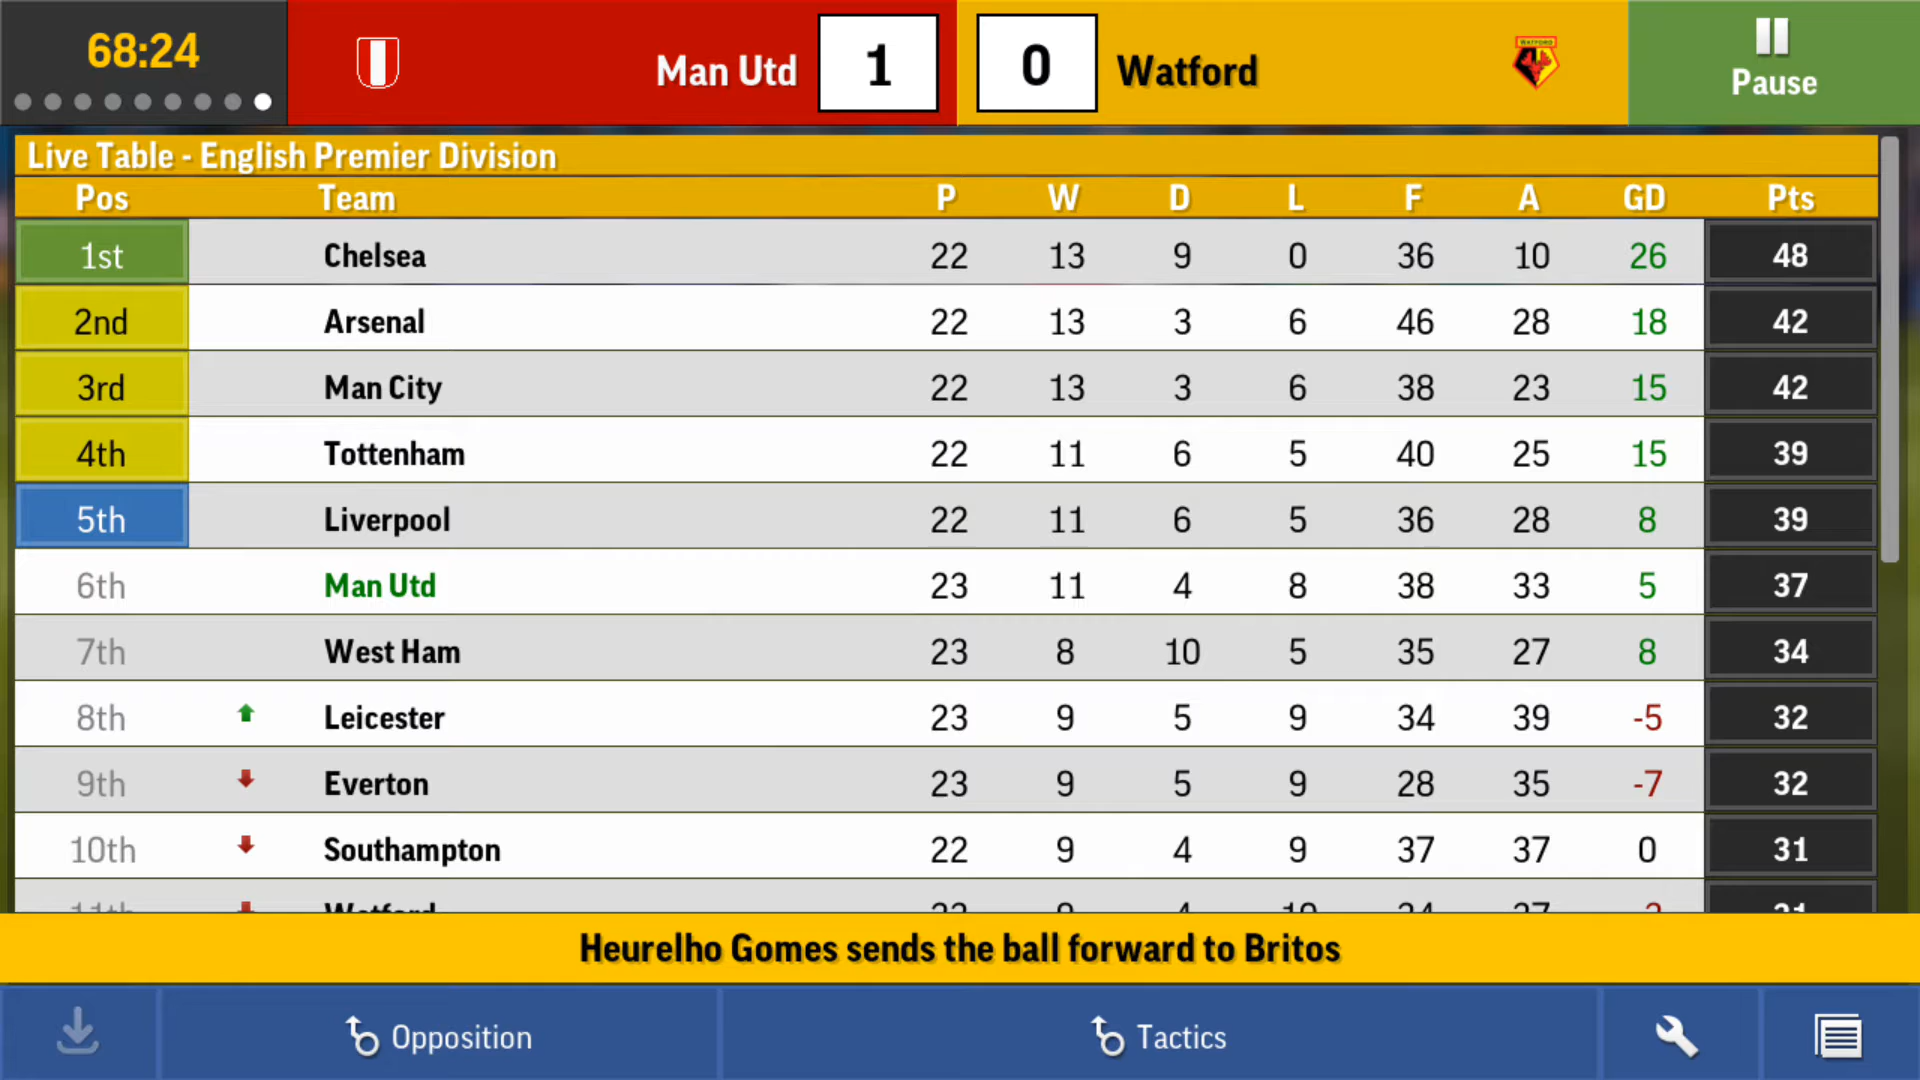 68:24
Man Utd 1 0 Watford
WATFORD
Pause
Live Table - English Premier Division
Pos Team P W D L F A GD Pts
1st Chelsea 22 13 9 0 36 10 26 48
2nd Arsenal 22 13 3 6 46 28 18 42
3rd Man City 22 13 3 6 38 23 15 42
4th Tottenham 22 11 6 5 40 25 15 39
5th Liverpool 22 11 6 5 36 28 8 39
6th Man Utd 23 11 4 8 38 33 5 37
7th West Ham 23 8 10 5 35 27 8 34
8th Leicester 23 9 5 9 34 39 -5 32
9th Everton 23 9 5 9 28 35 -7 32
10th Southampton 22 9 4 9 37 37 0 31
11th Watford
Heurelho Gomes sends the ball forward to Britos
Opposition
Tactics